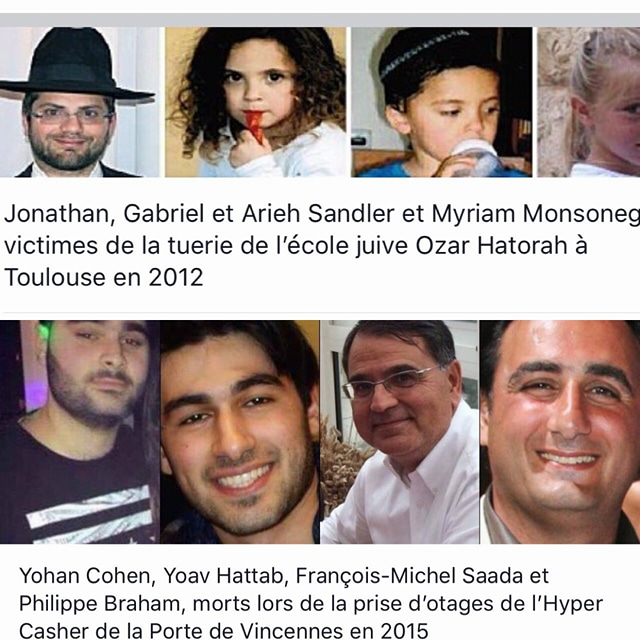 Jonathan, Gabriel et Arieh Sandler et Myriam Monsoneg
victimes de la tuerie de l’école juive Ozar Hatorah à
Toulouse en 2012
Yohan Cohen, Yoav Hattab, François-Michel Saada et
Philippe Braham, morts lors de la prise d’otages de l’Hyper
Casher de la Porte de Vincennes en 2015